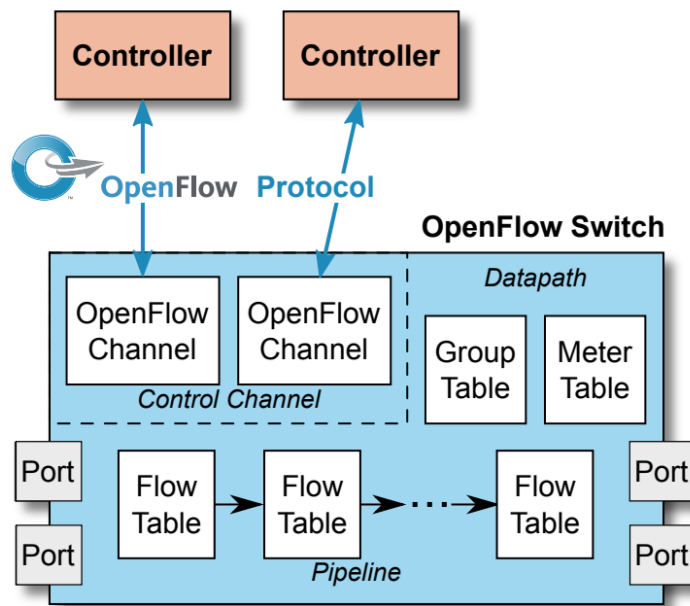 Controller
Controller
OpenFlow Protocol
TM
OpenFlow Switch
Datapath
OpenFlow
Channel
OpenFlow
Channel
Control Channel
Group
Table
Meter
Table
Port
Port
Flow
Table
Flow
Table
...
Flow
Table
Port
Port
Pipeline